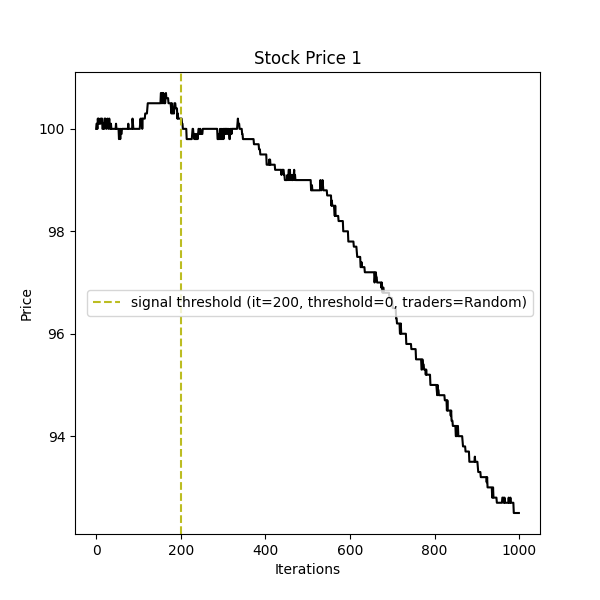 Stock Price 1
Price
100
98
96
94
signal threshold (it=200, threshold=0, traders=Random)
0 200 400 600 800 1000
Iterations